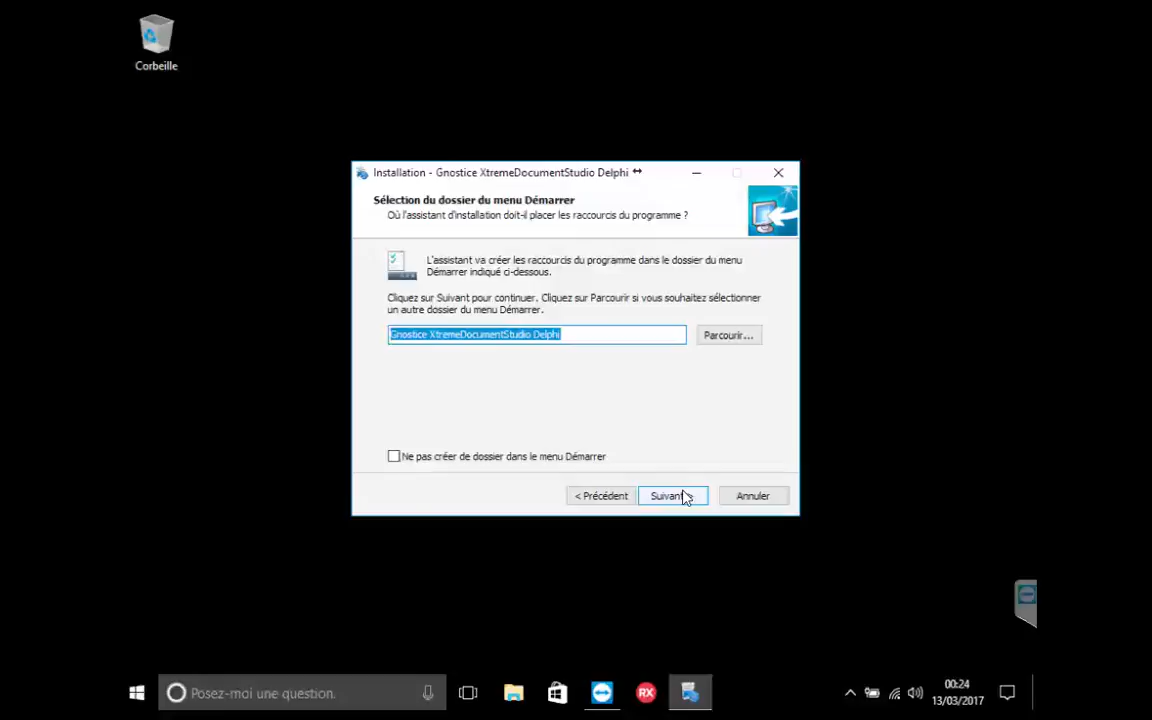 Corbeille
Installation - Gnostice XtremeDocumentStudio Delphi
Sélection du dossier du menu Démarrer
Où l'assistant d'installation doit-il placer les raccourcis du programme ?
L'assistant va créer les raccourcis du programme dans le dossier du menu
Démarrer indiqué ci-dessous.
Cliquez sur Suivant pour continuer. Cliquez sur Parcourir si vous souhaitez sélectionner
un autre dossier du menu Démarrer.
Gnostice XtremeDocumentStudio Delphi
Parcourir...
Ne pas créer de dossier dans le menu Démarrer
< Précédent
Suivant >
Annuler
Posez-moi une question.
RX
00:24
13/03/2017